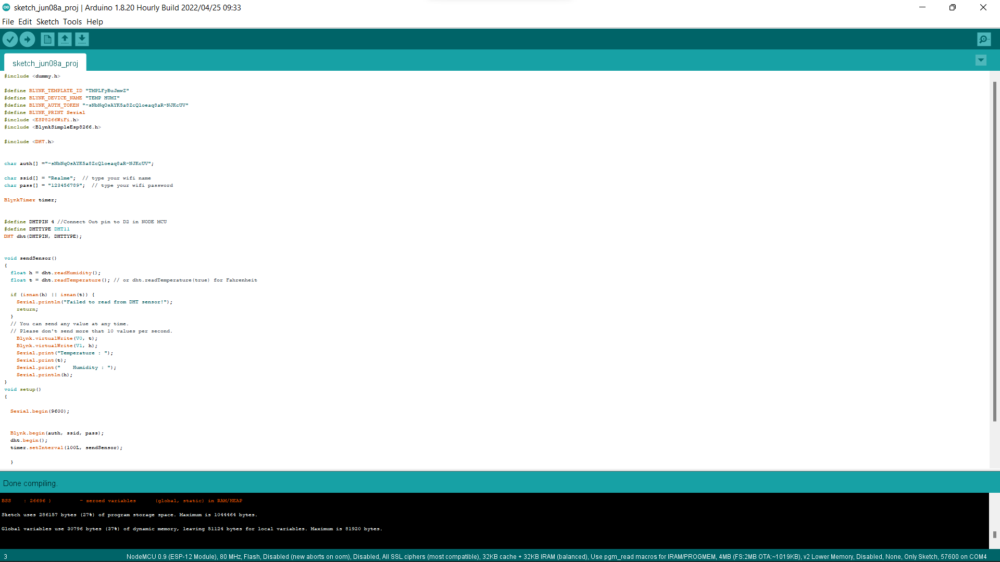 sketch_jun08a_proj | Arduino 1.8.20 Hourly Build 2022/04/25 09:33
File Edit Sketch Tools Help
sketch_jun08a_proj
#include <dummy.h>
#define BLYNK_TEMPLATE_ID "TMPLFyBuJmwZ"
#define BLYNK_DEVICE_NAME "TEMP HUMI"
#define BLYNK_AUTH_TOKEN "-sNbNqOsAYK5a8ZcQloeaq8aR-NJKcUV"
#define BLYNK_PRINT Serial
#include <ESP8266WiFi.h>
#include <BlynkSimpleEsp8266.h>
#include <DHT.h>
char auth[] ="-sNbNqOsAYK5a8ZcQloeaq8aR-NJKcUV";
char ssid[] = "Realme";  // type your wifi name
char pass[] = "123456789";  // type your wifi password
BlynkTimer timer;
#define DHTPIN 4 //Connect Out pin to D2 in NODE MCU
#define DHTTYPE DHT11
DHT dht(DHTPIN, DHTTYPE);
void sendSensor()
{
  float h = dht.readHumidity();
  float t = dht.readTemperature(); // or dht.readTemperature(true) for Fahrenheit
  if (isnan(h) || isnan(t)) {
    Serial.println("Failed to read from DHT sensor!");
    return;
  }
  // You can send any value at any time.
  // Please don't send more that 10 values per second.
    Blynk.virtualWrite(V0, t);
    Blynk.virtualWrite(V1, h);
    Serial.print("Temperature : ");
    Serial.print(t);
    Serial.print("    Humidity : ");
    Serial.println(h);
}
void setup()
{
  Serial.begin(9600);
  Blynk.begin(auth, ssid, pass);
  dht.begin();
  timer.setInterval(100L, sendSensor);
  }
Done compiling.
BSS    : 26696 )         - zeroed variables      (global, static) in RAM/HEAP
Sketch uses 286157 bytes (27%) of program storage space. Maximum is 1044464 bytes.
Global variables use 30796 bytes (37%) of dynamic memory, leaving 51124 bytes for local variables. Maximum is 81920 bytes.
3 NodeMCU 0.9 (ESP-12 Module), 80 MHz, Flash, Disabled (new aborts on oom), Disabled, All SSL ciphers (most compatible), 32KB cache + 32KB IRAM (balanced), Use pgm_read macros for IRAM/PROGMEM, 4MB (FS:2MB OTA:~1019KB), v2 Lower Memory, Disabled, None, Only Sketch, 57600 on COM4